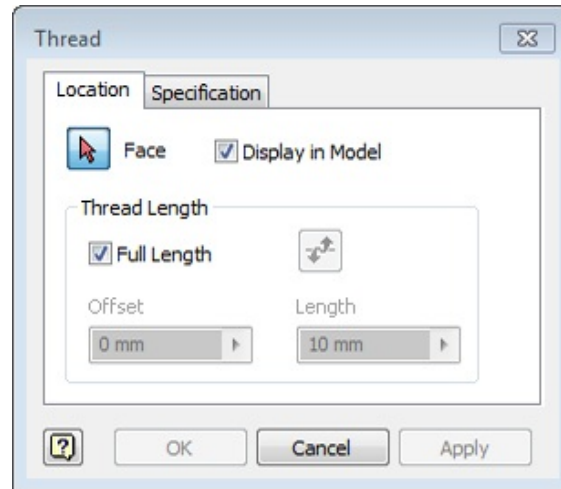 Thread
Location Specification
Face Display in Model
Thread Length
Full Length
Offset Length
0 mm 10 mm
? OK Cancel Apply